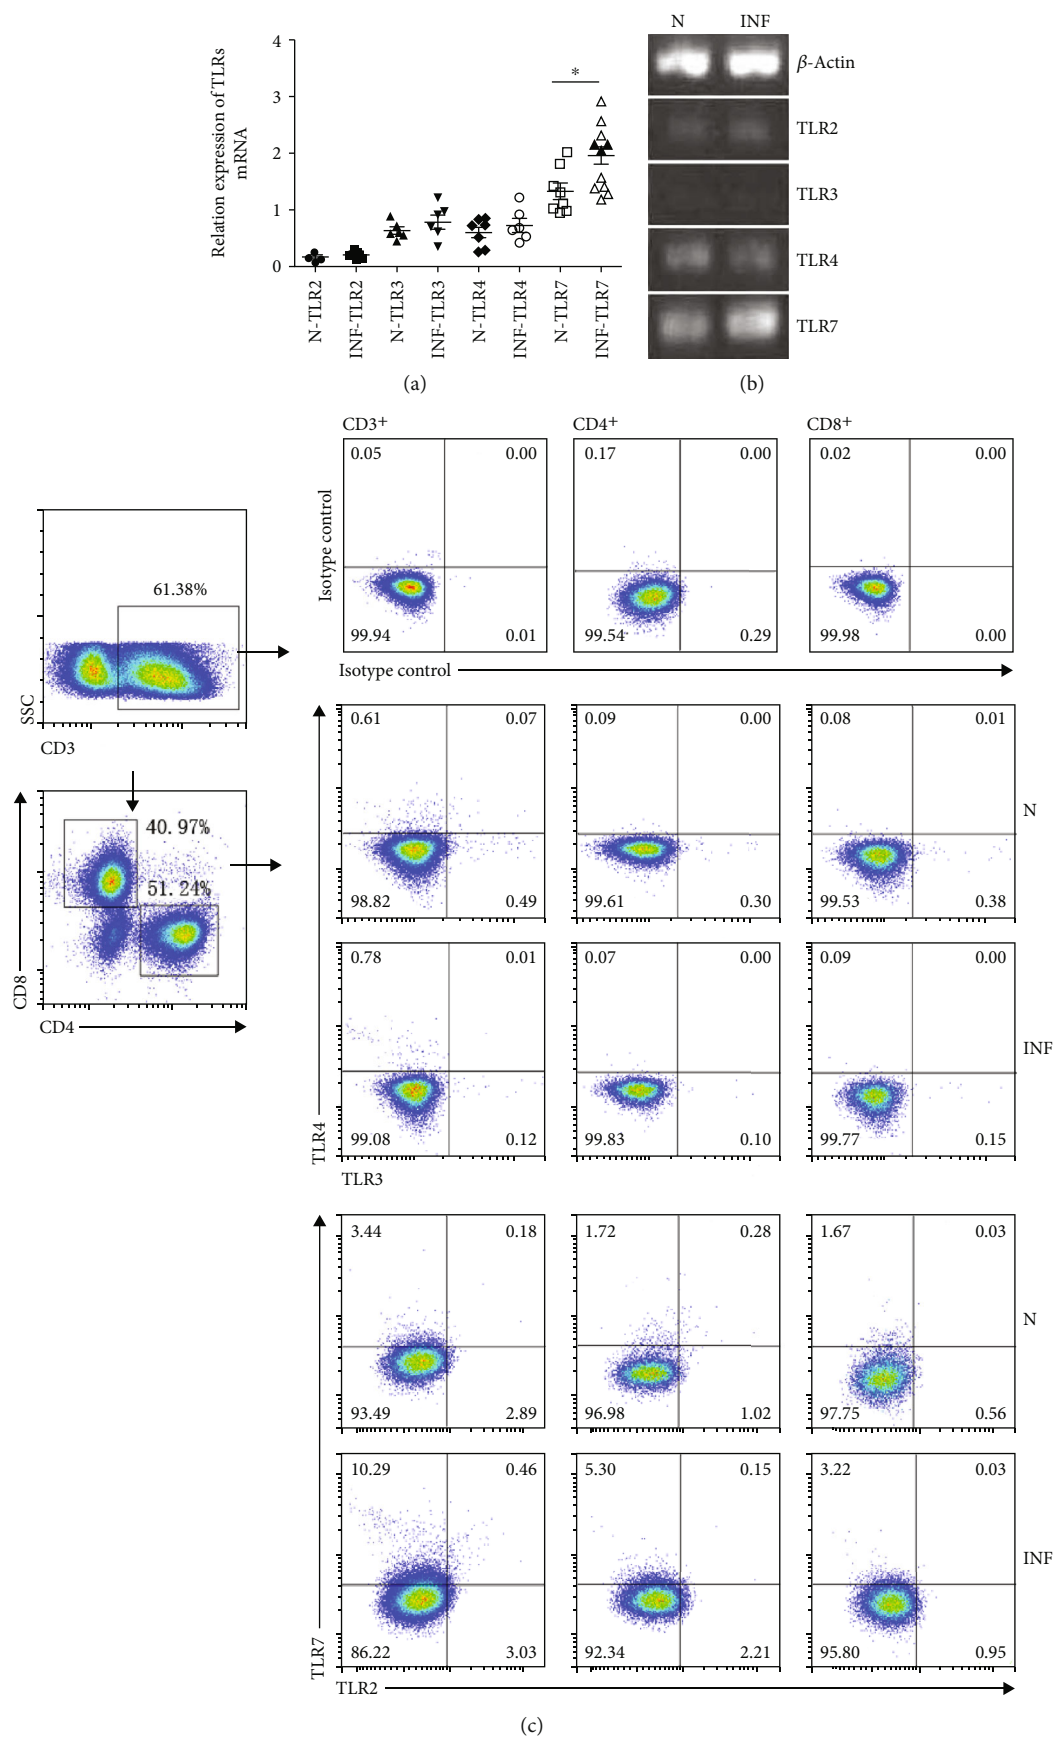 Relation expression of TLRs
mRNA
4
3
2
1
0
*
N-TLR2
INF-TLR2
N-TLR3
INF-TLR3
N-TLR4
INF-TLR4
N-TLR7
INF-TLR7
(a)
N INF
β-Actin
TLR2
TLR3
TLR4
TLR7
(b)
61.38%
SSC
CD3
40.97%
51.24%
CD8
CD4
CD3+ CD4+ CD8+
Isotype control
0.05 0.00 0.17 0.00 0.02 0.00
99.94 0.01 99.54 0.29 99.98 0.00
Isotype control
0.61 0.07 0.09 0.00 0.08 0.01
N
98.82 0.49 99.61 0.30 99.53 0.38
0.78 0.01 0.07 0.00 0.09 0.00
INF
99.08 0.12 99.83 0.10 99.77 0.15
TLR4
TLR3
3.44 0.18 1.72 0.28 1.67 0.03
N
93.49 2.89 96.98 1.02 97.75 0.56
10.29 0.46 5.30 0.15 3.22 0.03
INF
86.22 3.03 92.34 2.21 95.80 0.95
TLR7
TLR2
(c)